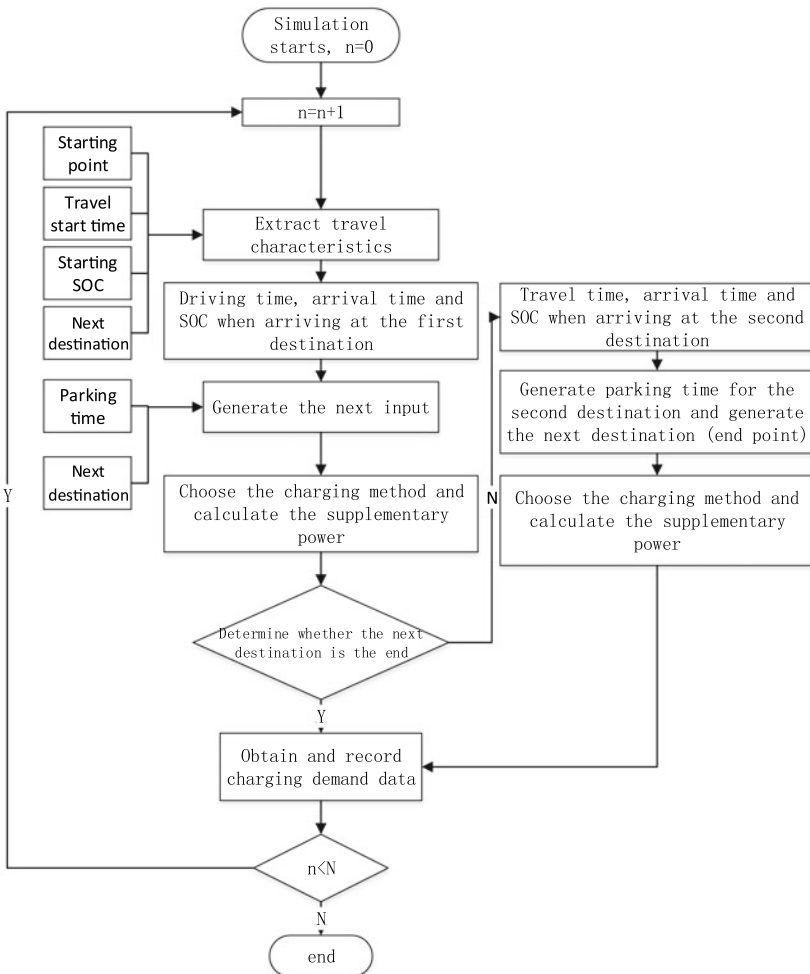 Simulation
starts, n=0
n=n+1
Starting
point
Travel
start time
Starting
SOC
Next
destination
Extract travel
characteristics
Driving time, arrival time and
SOC when arriving at the first
destination
Parking
time
Next
destination
Generate the next input
Choose the charging method and
calculate the supplementary
power
Determine whether the next
destination is the end
N
Travel time, arrival time and
SOC when arriving at the second
destination
Generate parking time for the
second destination and generate
the next destination (end point)
Choose the charging method and
calculate the supplementary
power
Y
Obtain and record
charging demand data
n<N
Y
N
end